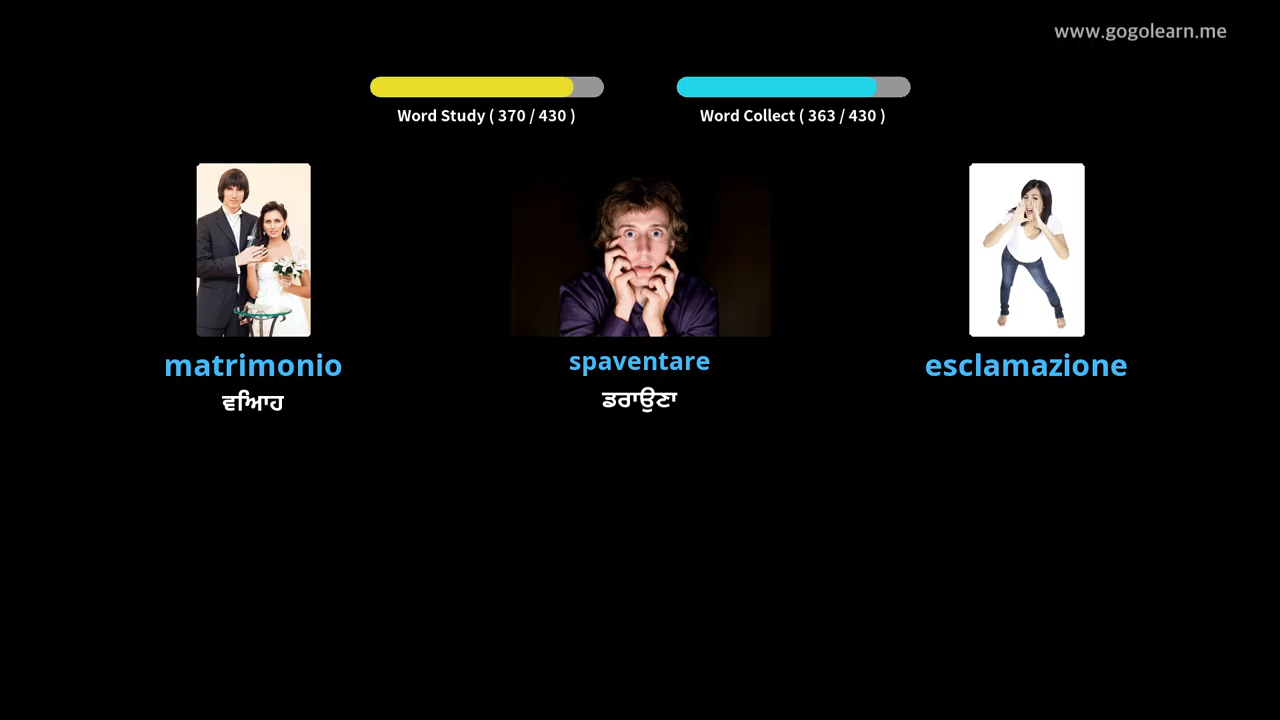 www.gogolearn.me
Word Study ( 370 / 430 )
Word Collect ( 363 / 430 )
matrimonio
spaventare
esclamazione
ਵਿਆਹ
ਡਰਾਉਣਾ